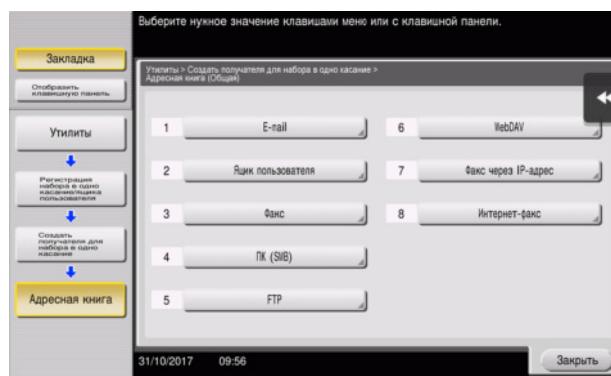 Выберите нужное значение клавишами меню или с клавишной панели.
Закладка
Отобразить
клавишную панель
Утилиты
Регистрация
набора в одно
касание/ящика
пользователя
Создать
получателя для
набора в одно
касание
Адресная книга
Утилиты > Создать получателя для набора в одно касание >
Адресная книга (Общая)
1 E-mail
2 Ящик пользователя
3 Факс
4 ПК (SMB)
5 FTP
6 WebDAV
7 Факс через IP-адрес
8 Интернет-факс
31/10/2017 09:56
Закрыть